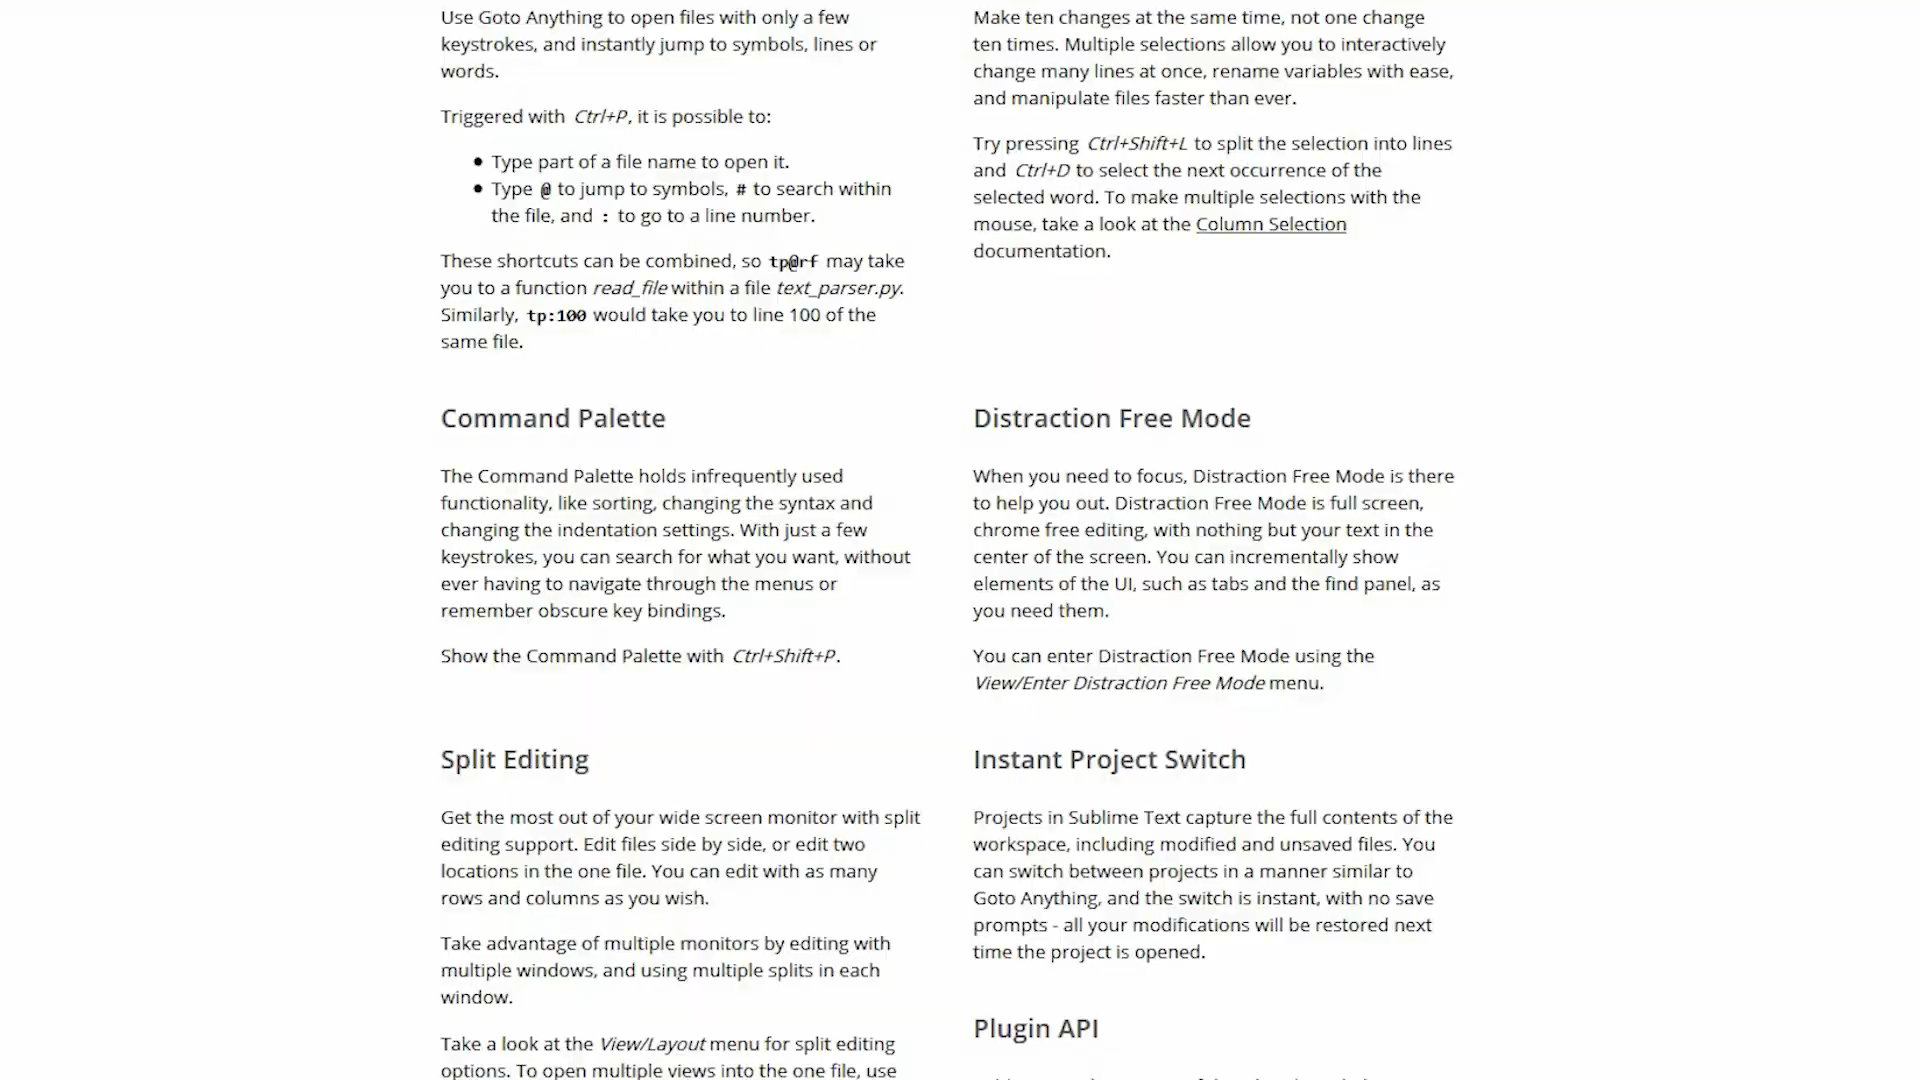 Use Goto Anything to open files with only a few
keystrokes, and instantly jump to symbols, lines or
words.
Triggered with Ctrl+P, it is possible to:
● Type part of a file name to open it.
● Type @ to jump to symbols, # to search within
the file, and : to go to a line number.
These shortcuts can be combined, so tp@rf may take
you to a function read_file within a file text_parser.py.
Similarly, tp:100 would take you to line 100 of the
same file.
Make ten changes at the same time, not one change
ten times. Multiple selections allow you to interactively
change many lines at once, rename variables with ease,
and manipulate files faster than ever.
Try pressing Ctrl+Shift+L to split the selection into lines
and Ctrl+D to select the next occurrence of the
selected word. To make multiple selections with the
mouse, take a look at the Column Selection
documentation.
Command Palette
The Command Palette holds infrequently used
functionality, like sorting, changing the syntax and
changing the indentation settings. With just a few
keystrokes, you can search for what you want, without
ever having to navigate through the menus or
remember obscure key bindings.
Show the Command Palette with Ctrl+Shift+P.
Distraction Free Mode
When you need to focus, Distraction Free Mode is there
to help you out. Distraction Free Mode is full screen,
chrome free editing, with nothing but your text in the
center of the screen. You can incrementally show
elements of the UI, such as tabs and the find panel, as
you need them.
You can enter Distraction Free Mode using the
View/Enter Distraction Free Mode menu.
Split Editing
Get the most out of your wide screen monitor with split
editing support. Edit files side by side, or edit two
locations in the one file. You can edit with as many
rows and columns as you wish.
Take advantage of multiple monitors by editing with
multiple windows, and using multiple splits in each
window.
Take a look at the View/Layout menu for split editing
options. To open multiple views into the one file, use
Instant Project Switch
Projects in Sublime Text capture the full contents of the
workspace, including modified and unsaved files. You
can switch between projects in a manner similar to
Goto Anything, and the switch is instant, with no save
prompts - all your modifications will be restored next
time the project is opened.
Plugin API